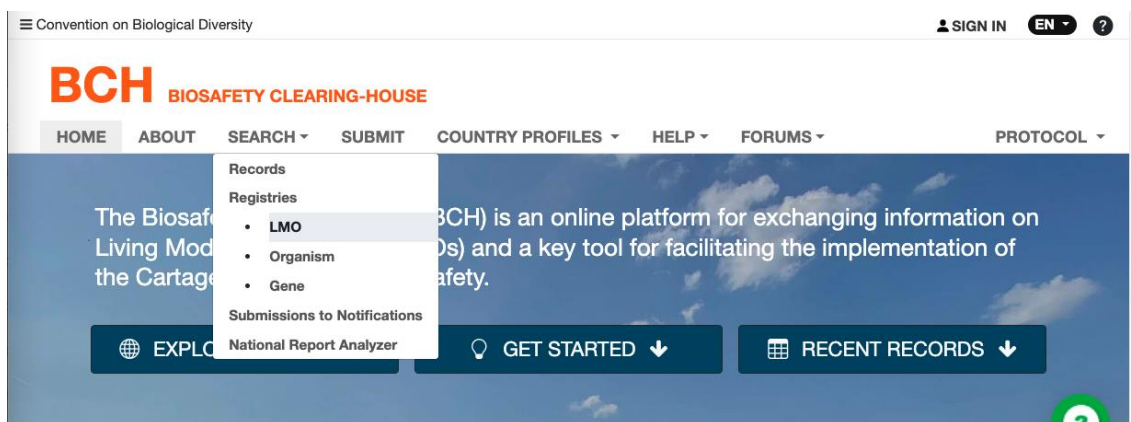 Convention on Biological Diversity SIGN IN EN ?
BCH BIOSAFETY CLEARING-HOUSE
HOME ABOUT SEARCH SUBMIT COUNTRY PROFILES HELP FORUMS PROTOCOL
Records
Registries
• LMO
• Organism
• Gene
Submissions to Notifications
National Report Analyzer
The Biosaf BCH) is an online platform for exchanging information on
Living Mod s) and a key tool for facilitating the implementation of
the Cartage afety.
EXPLO GET STARTED RECENT RECORDS